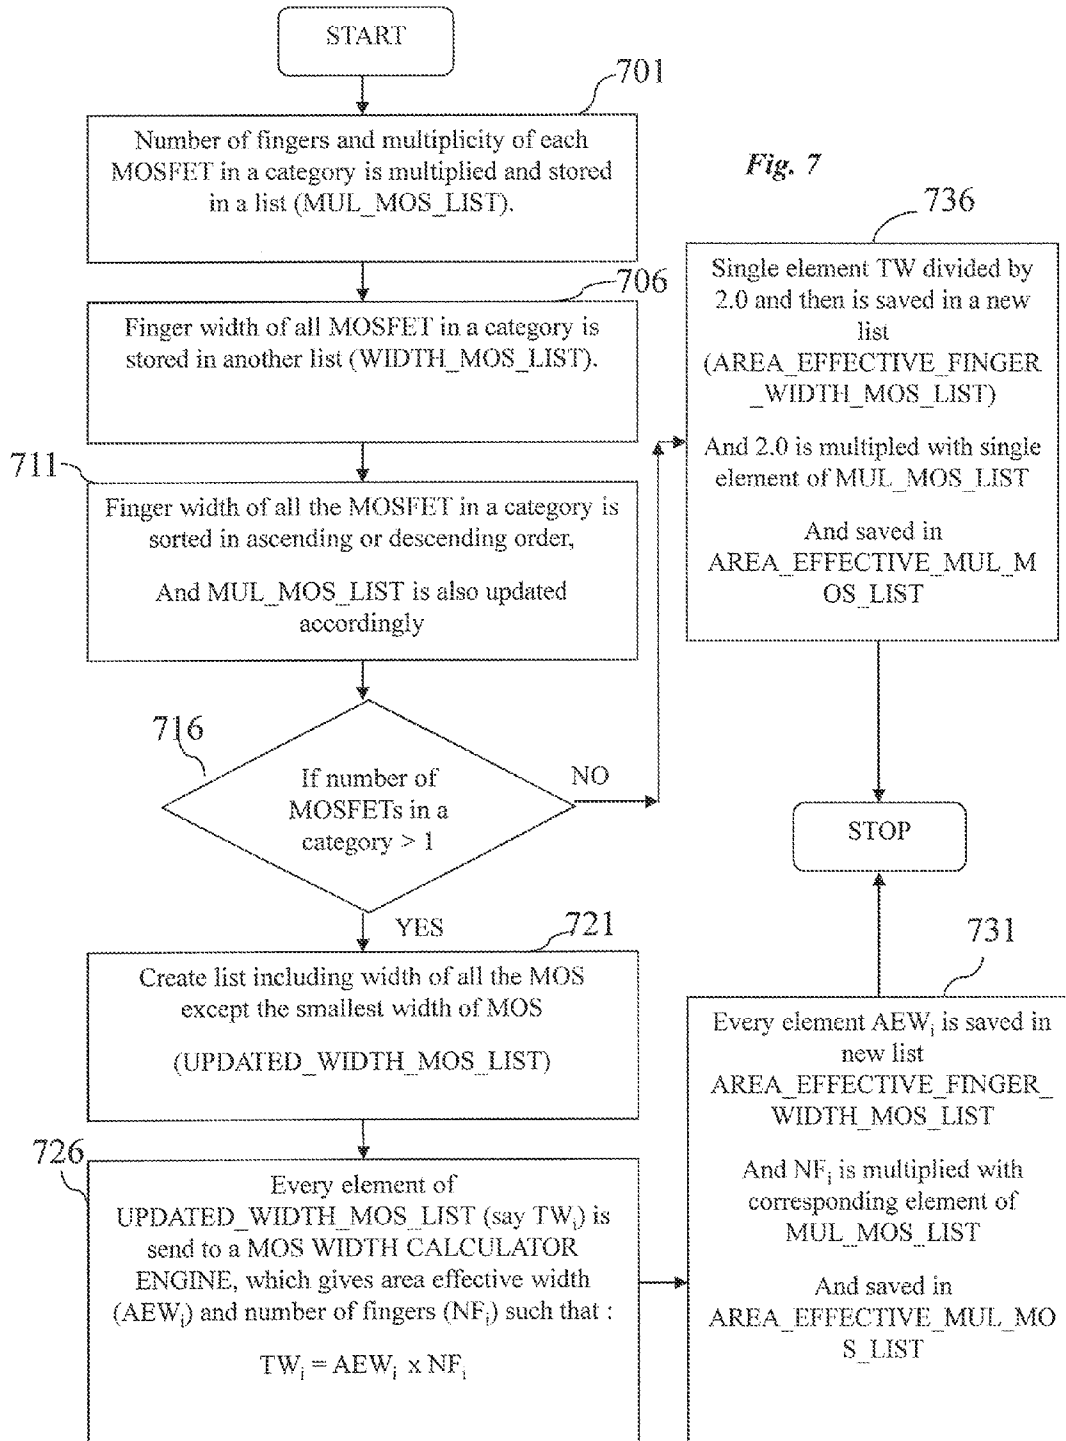 START
701
Number of fingers and multiplicity of each
MOSFET in a category is multiplied and stored
in a list (MUL_MOS_LIST).
706
Finger width of all MOSFET in a category is
stored in another list (WIDTH_MOS_LIST).
711
Finger width of all the MOSFET in a category is
sorted in ascending or descending order,
And MUL_MOS_LIST is also updated
accordingly
716
If number of
MOSFETs in a
category > 1
NO
YES
721
Create list including width of all the MOS
except the smallest width of MOS
(UPDATED_WIDTH_MOS_LIST)
726
Every element of
UPDATED_WIDTH_MOS_LIST (say TWi) is
send to a MOS WIDTH CALCULATOR
ENGINE, which gives area effective width
(AEWi) and number of fingers (NFi) such that :
TWi = AEWi x NFi
Fig. 7
736
Single element TW divided by
2.0 and then is saved in a new
list
(AREA_EFFECTIVE_FINGER
_WIDTH_MOS_LIST)
And 2.0 is multipled with single
element of MUL_MOS_LIST
And saved in
AREA_EFFECTIVE_MUL_M
OS_LIST
STOP
731
Every element AEWi is saved in
new list
AREA_EFFECTIVE_FINGER_
WIDTH_MOS_LIST
And NFi is multiplied with
corresponding element of
MUL_MOS_LIST
And saved in
AREA_EFFECTIVE_MUL_MO
S_LIST